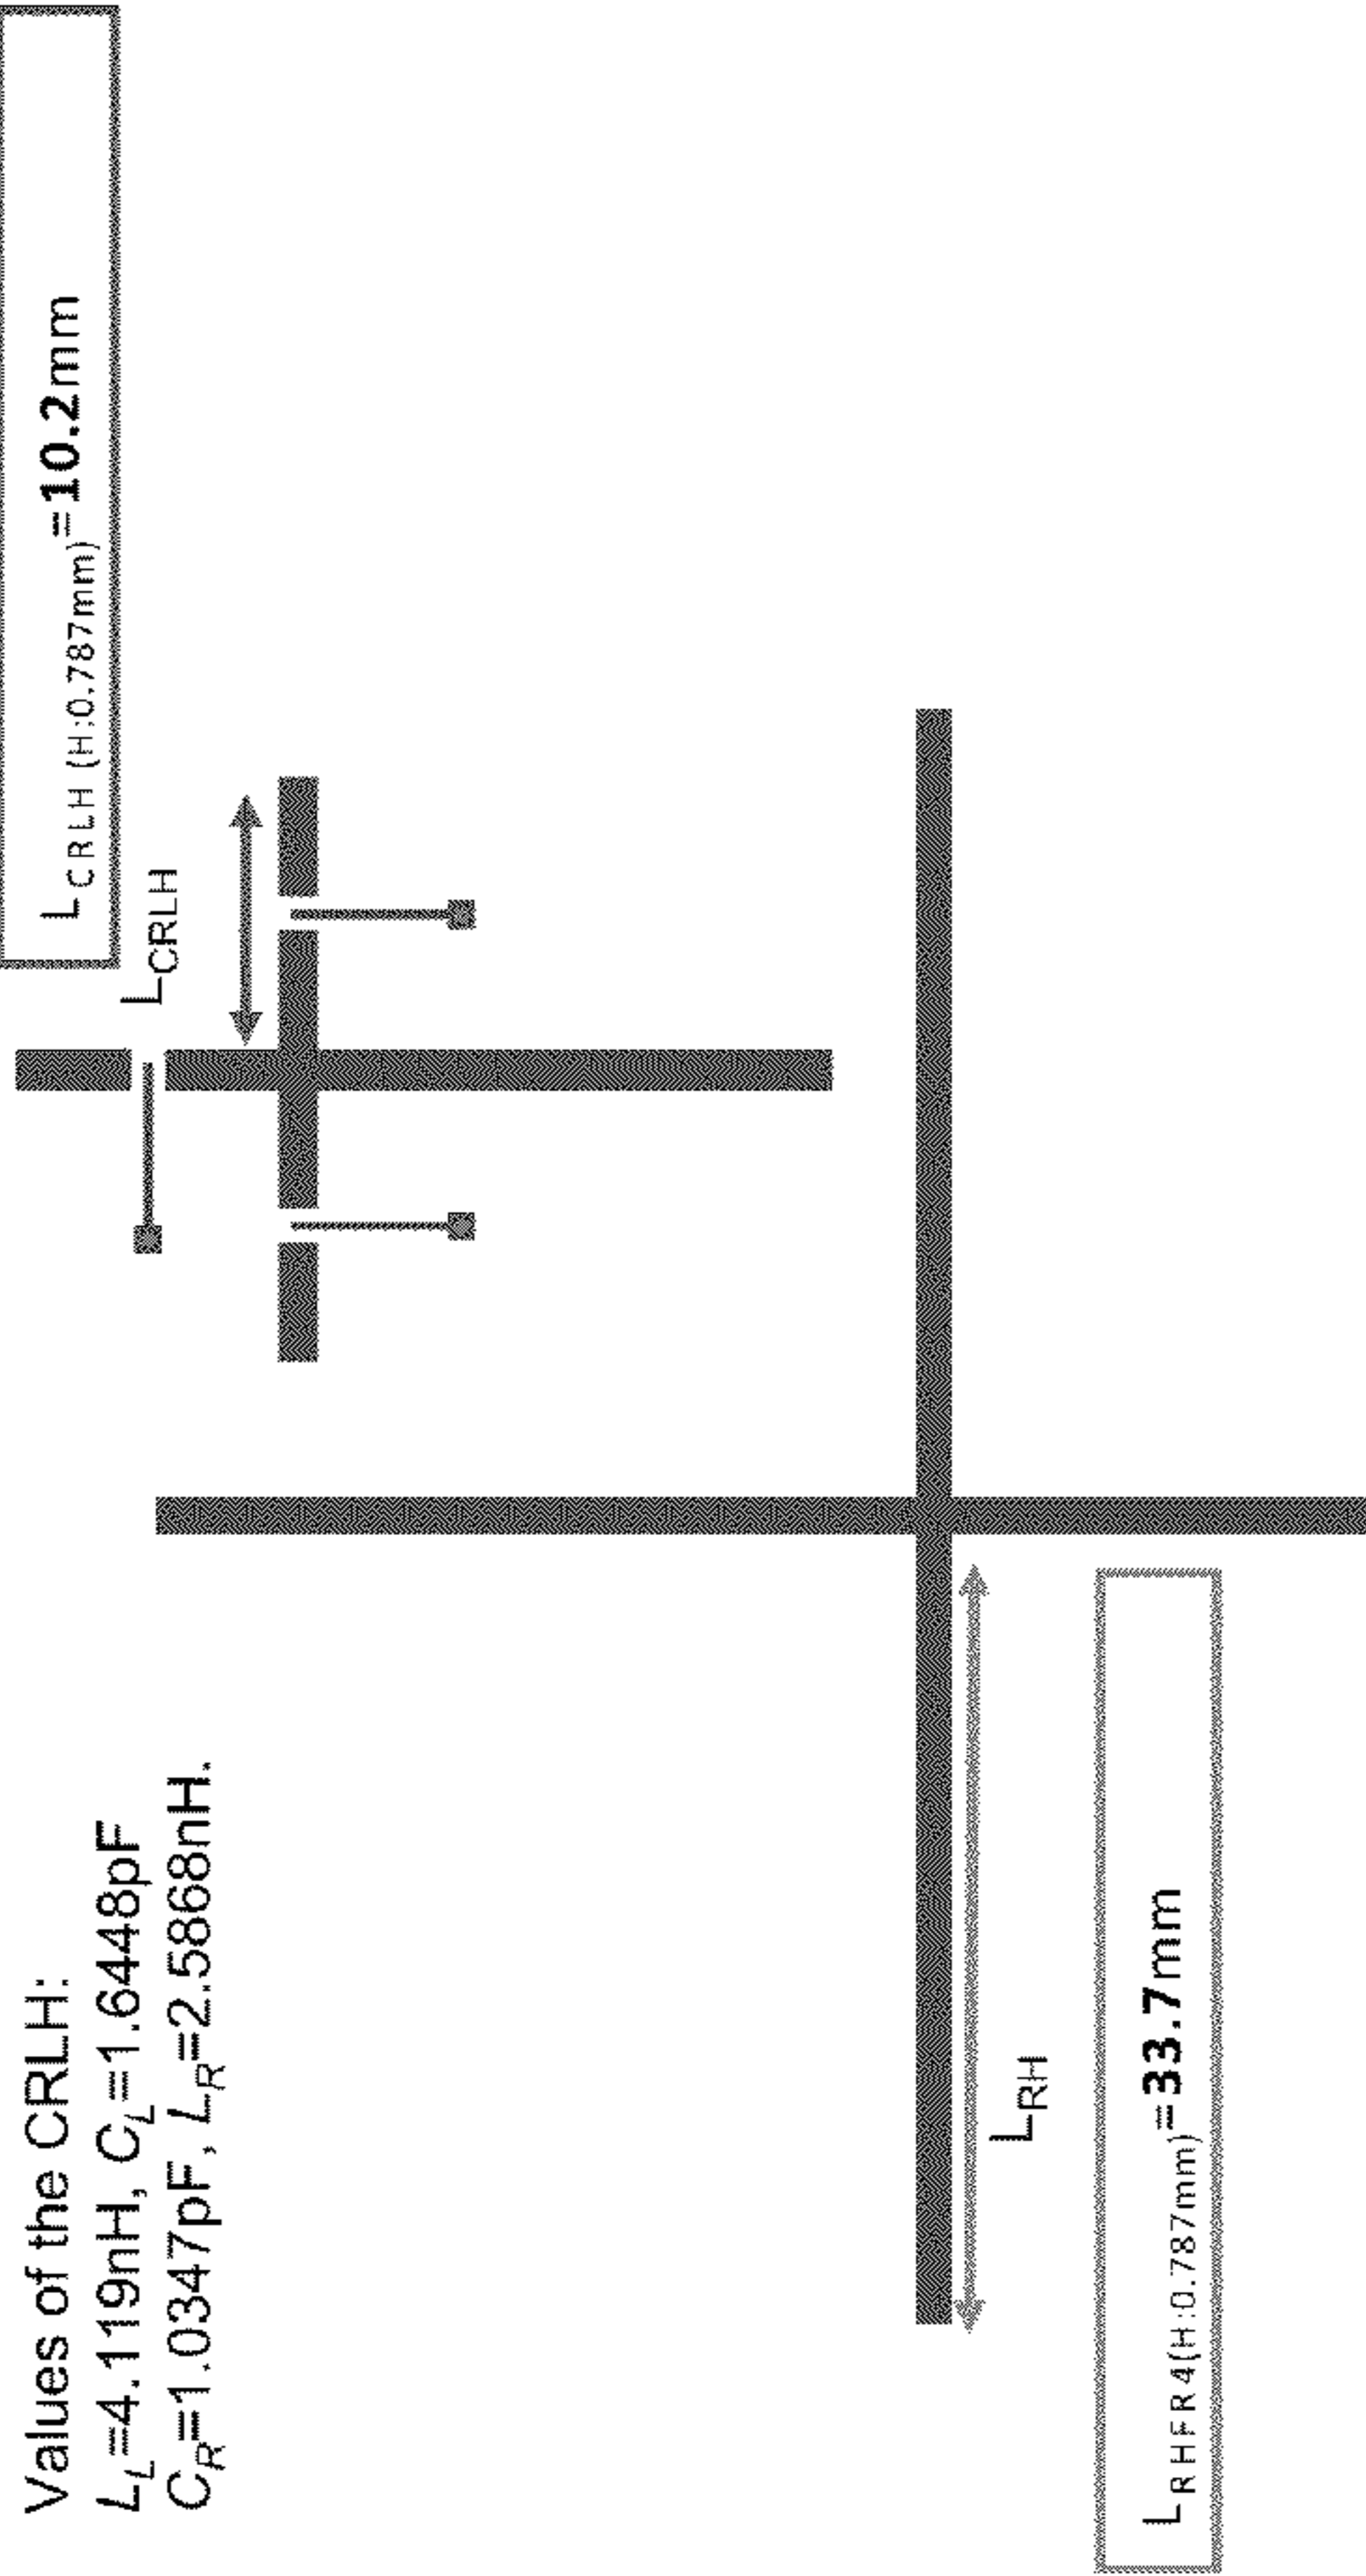 Values of the CRLH:
L_L=4.119nH, C_L=1.6448pF
C_R=1.0347pF, L_R=2.5868nH.
L_CRLH (H:0.787mm)=10.2mm
L_CRLH
L_RH
L_RHFR4(H:0.787mm)=33.7mm